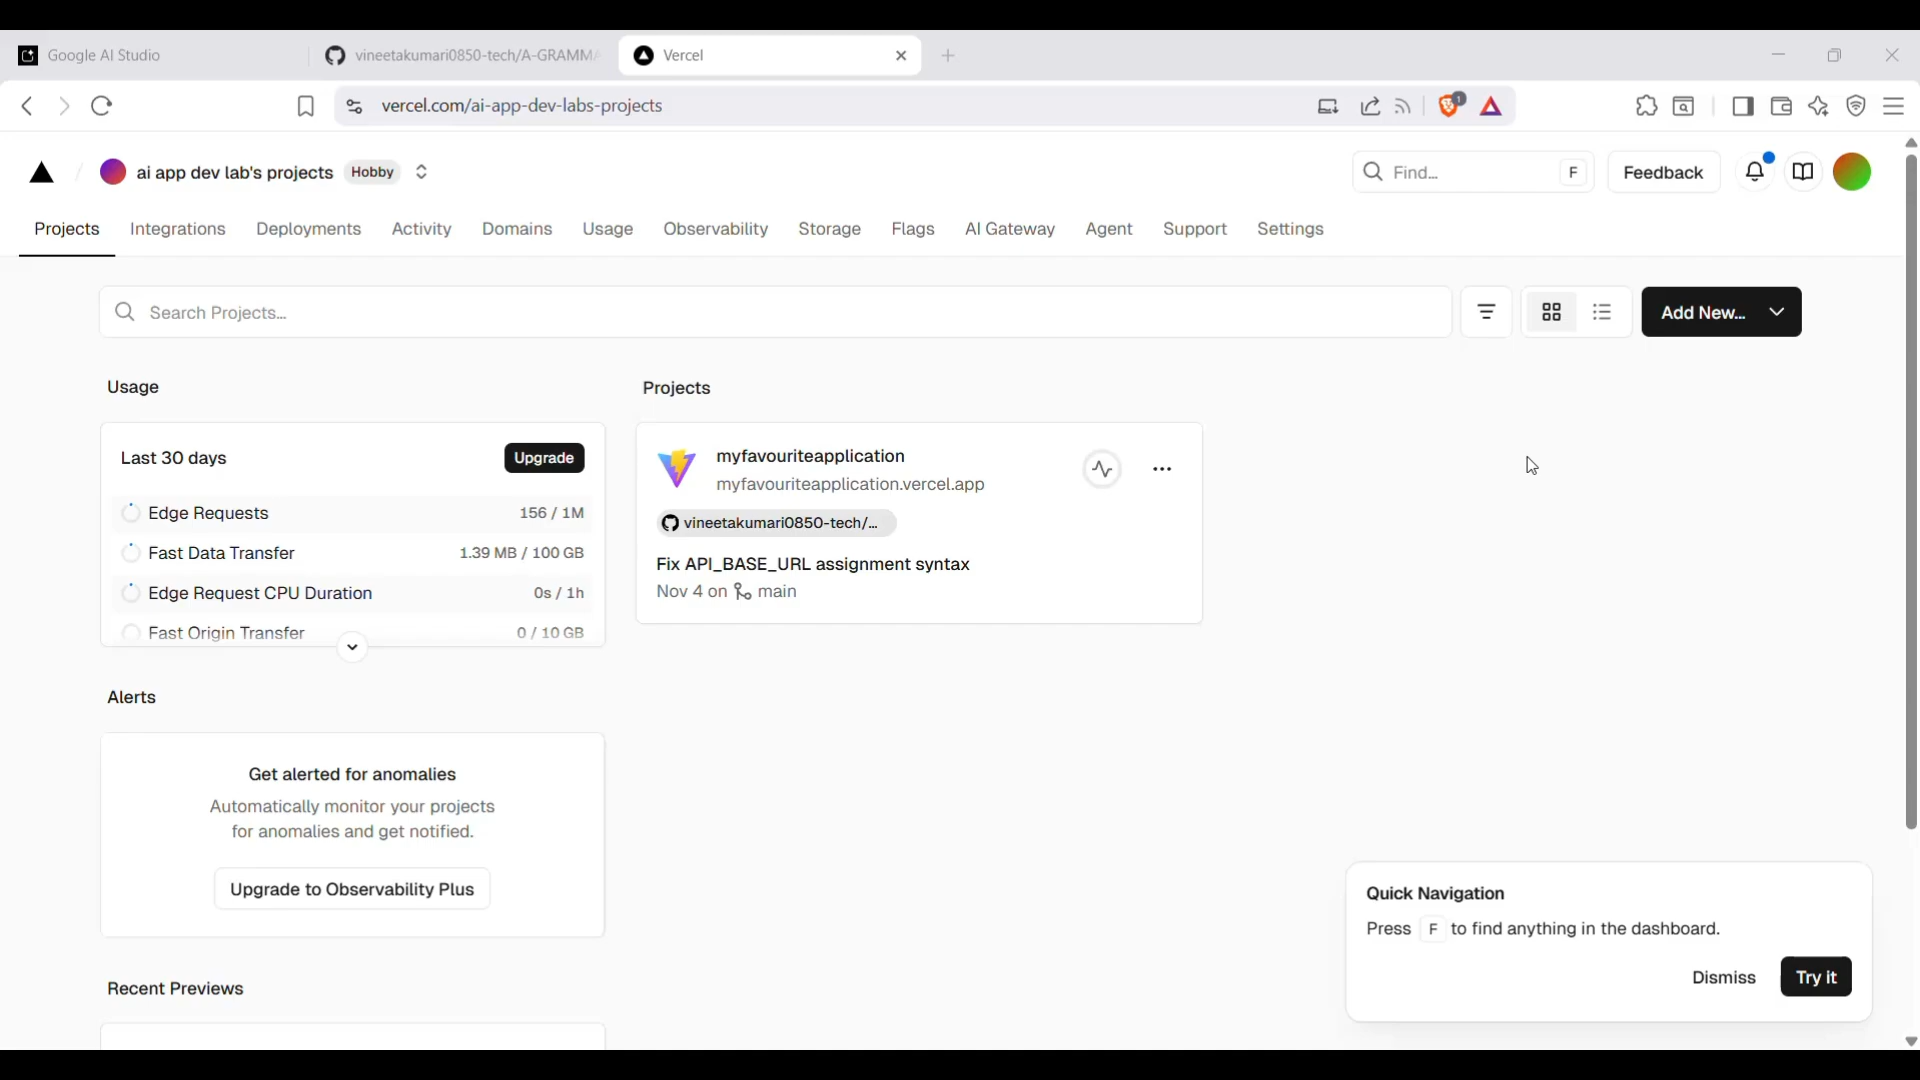 Google AI Studio
vineetakumari0850-tech/A-GRAMMA
Vercel
vercel.com/ai-app-dev-labs-projects
1
ai app dev lab's projects Hobby
Find... F
Feedback
Projects Integrations Deployments Activity Domains Usage Observability Storage Flags AI Gateway Agent Support Settings
Search Projects...
Add New...
Usage
Last 30 days Upgrade
Edge Requests 156 / 1M
Fast Data Transfer 1.39 MB / 100 GB
Edge Request CPU Duration 0s / 1h
Fast Origin Transfer 0 / 10 GB
Projects
myfavouriteapplication
myfavouriteapplication.vercel.app
vineetakumari0850-tech/...
Fix API_BASE_URL assignment syntax
Nov 4 on main
Alerts
Get alerted for anomalies
Automatically monitor your projects
for anomalies and get notified.
Upgrade to Observability Plus
Recent Previews
Quick Navigation
Press F to find anything in the dashboard.
Dismiss Try it